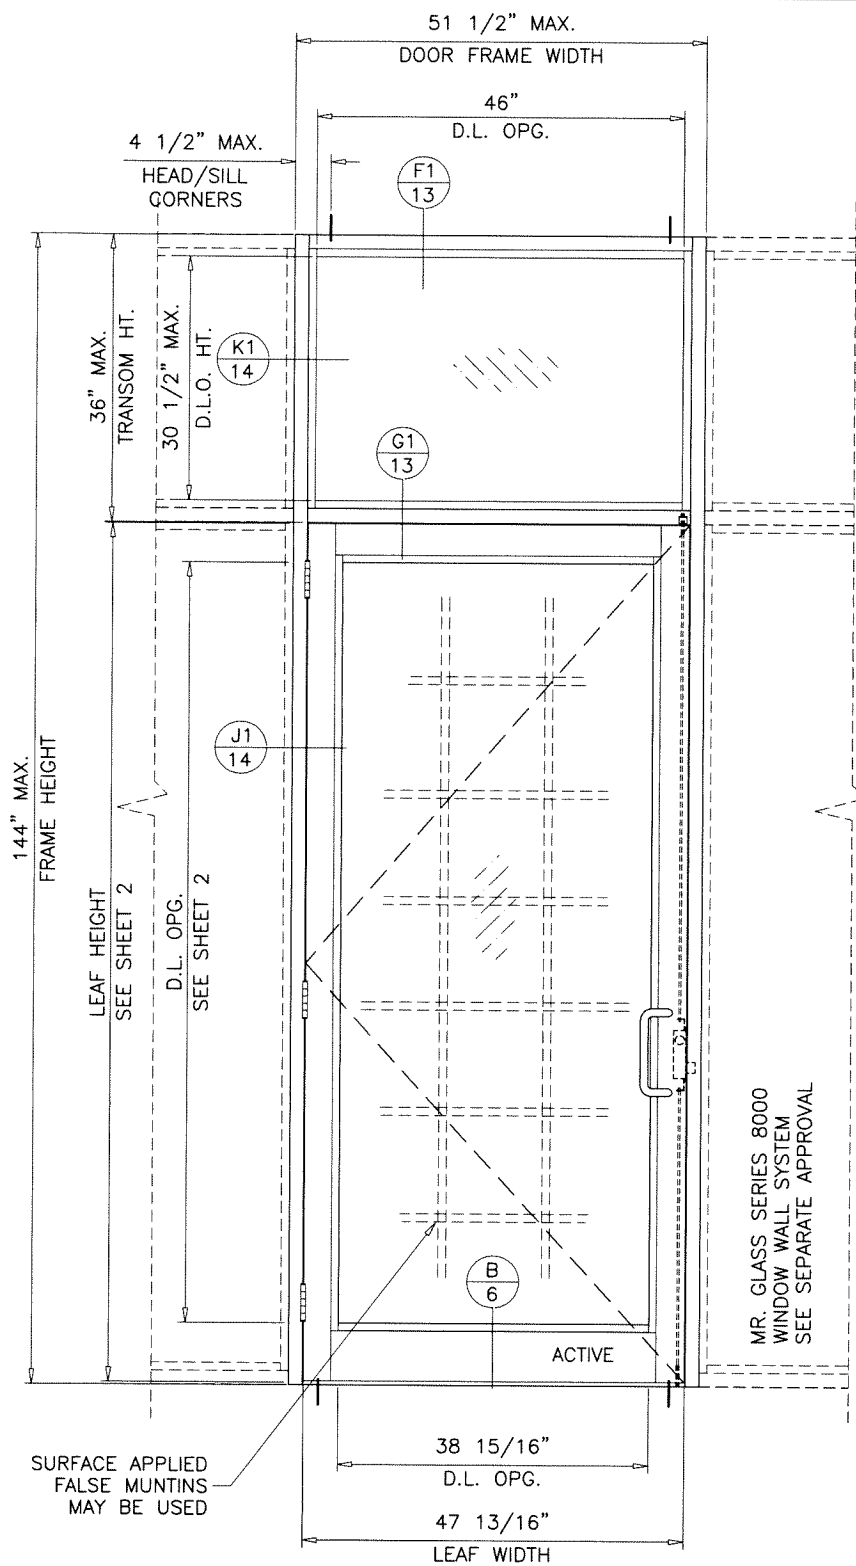 51 1/2" MAX.
DOOR FRAME WIDTH
46"
D.L. OPG.
4 1/2" MAX.
HEAD/SILL
CORNERS
F1
13
36" MAX.
TRANSOM HT.
30 1/2" MAX.
D.L.O. HT.
K1
14
G1
13
144" MAX.
FRAME HEIGHT
LEAF HEIGHT
SEE SHEET 2
D.L. OPG.
SEE SHEET 2
J1
14
MR. GLASS SERIES 8000
WINDOW WALL SYSTEM
SEE SEPARATE APPROVAL
B
6
ACTIVE
SURFACE APPLIED
FALSE MUNTINS
MAY BE USED
38 15/16"
D.L. OPG.
47 13/16"
LEAF WIDTH